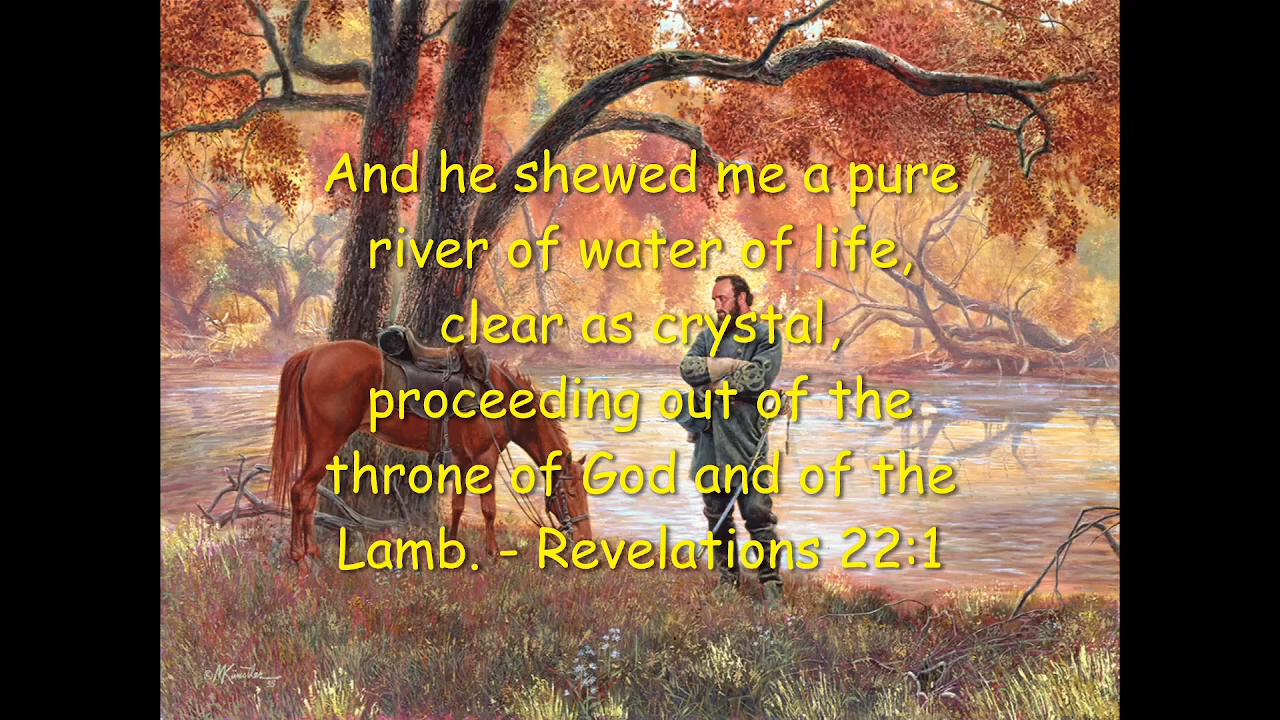 And he shewed me a pure
river of water of life,
clear as crystal,
proceeding out of the
throne of God and of the
Lamb. - Revelations 22:1
© MKünstler